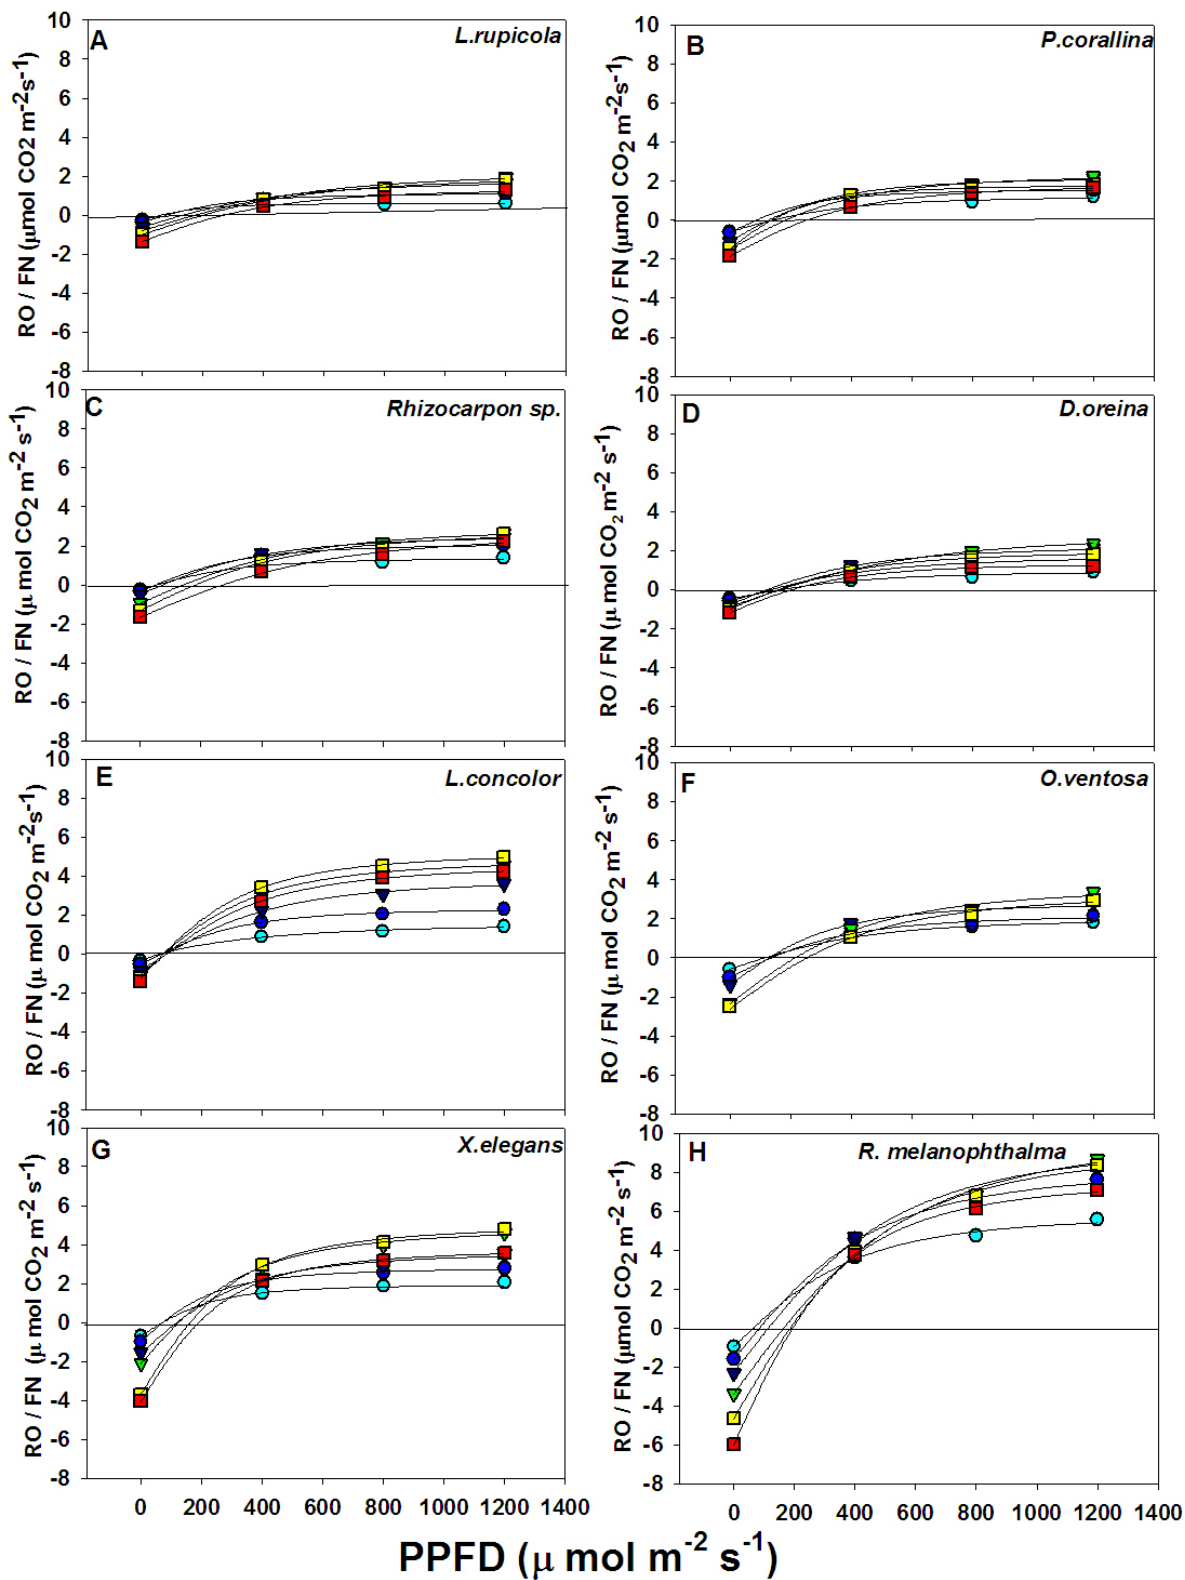 A
L.rupicola
RO / FN (μmol CO2 m-2s-1)
10
8
6
4
2
0
-2
-4
-6
-8
B
P.corallina
RO / FN (μmol CO2 m-2s-1)
10
8
6
4
2
0
-2
-4
-6
-8
C
Rhizocarpon sp.
RO / FN (μ mol CO2 m-2 s-1)
10
8
6
4
2
0
-2
-4
-6
-8
D
D.oreina
RO / FN (μ mol CO2 m-2 s-1)
10
8
6
4
2
0
-2
-4
-6
-8
E
L.concolor
RO / FN (μ mol CO2 m-2s-1)
10
8
6
4
2
0
-2
-4
-6
-8
F
O.ventosa
RO / FN (μ mol CO2 m-2 s-1)
10
8
6
4
2
0
-2
-4
-6
-8
G
X.elegans
RO / FN (μ mol CO2 m-2 s-1)
10
8
6
4
2
0
-2
-4
-6
-8
0 200 400 600 800 1000 1200 1400
H
R. melanophthalma
RO / FN (μmol CO2 m-2 s-1)
10
8
6
4
2
0
-2
-4
-6
-8
0 200 400 600 800 1000 1200 1400
PPFD (μ mol m-2 s-1)